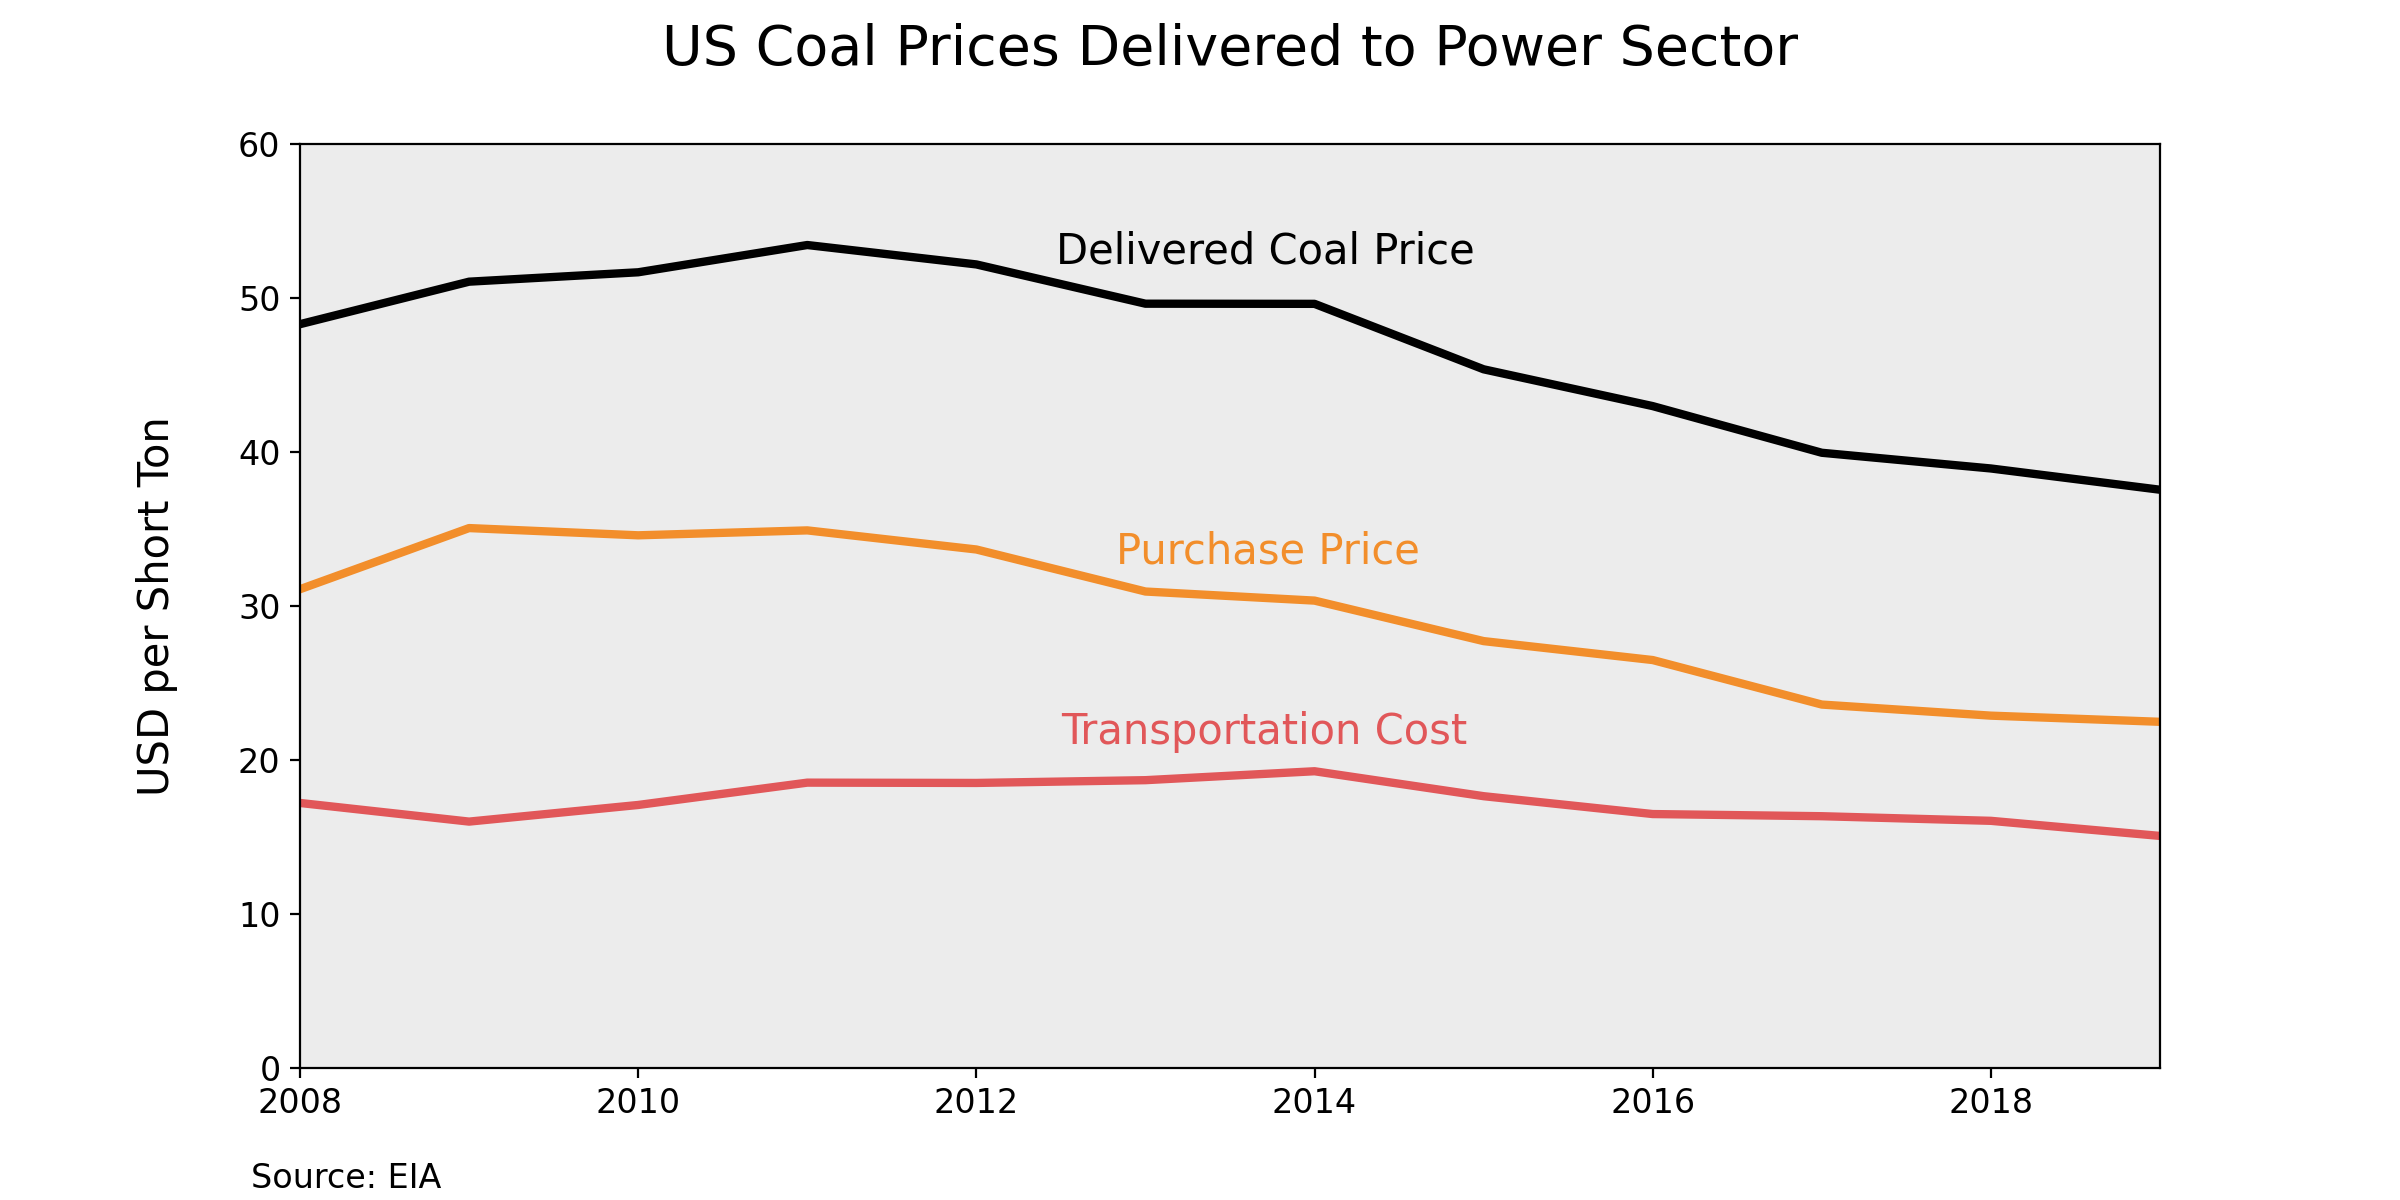 US Coal Prices Delivered to Power Sector
60
50
40
30
20
10
0
USD per Short Ton
Delivered Coal Price
Purchase Price
Transportation Cost
2008 2010 2012 2014 2016 2018
Source: EIA